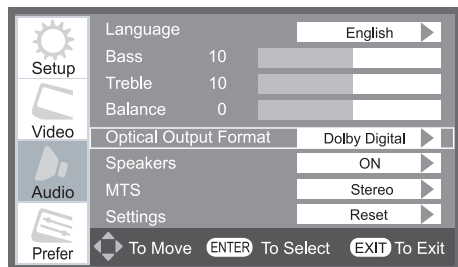 Setup
Video
Audio
Prefer
Language English
Bass 10
Treble 10
Balance 0
Optical Output Format Dolby Digital
Speakers ON
MTS Stereo
Settings Reset
To Move ENTER To Select EXIT To Exit